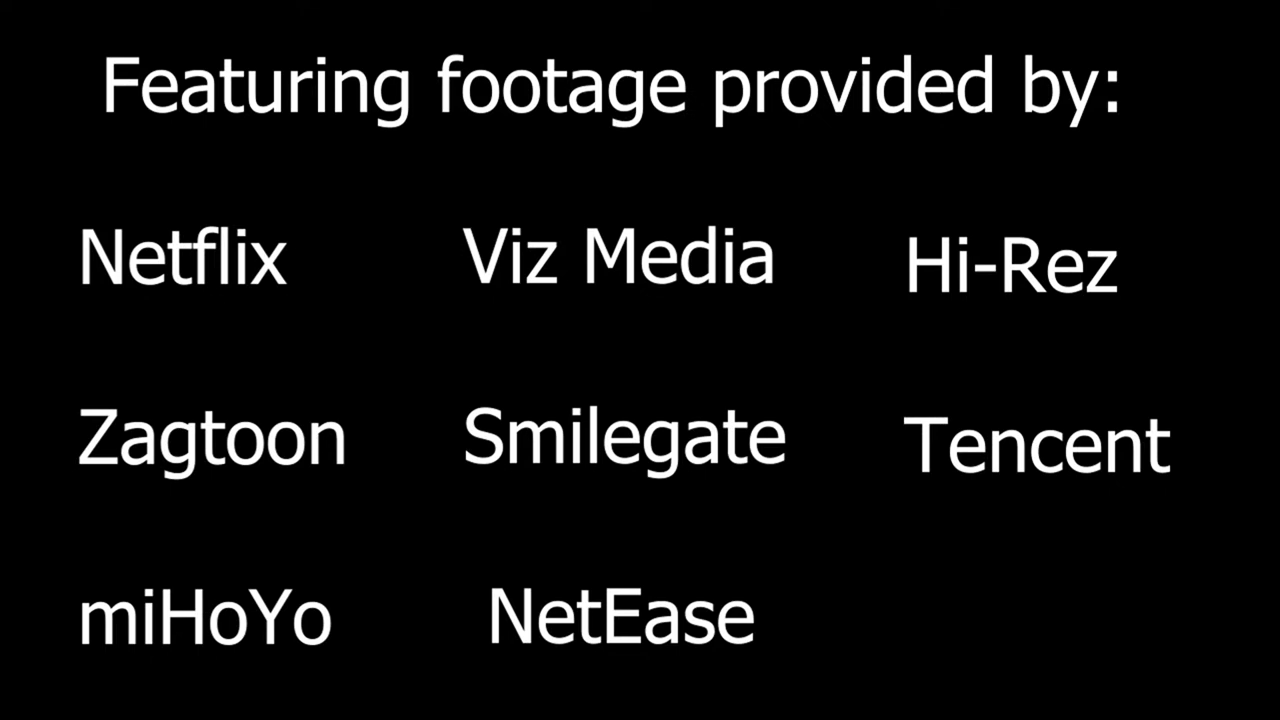 Featuring footage provided by:
Netflix Viz Media Hi-Rez
Zagtoon Smilegate Tencent
miHoYo NetEase